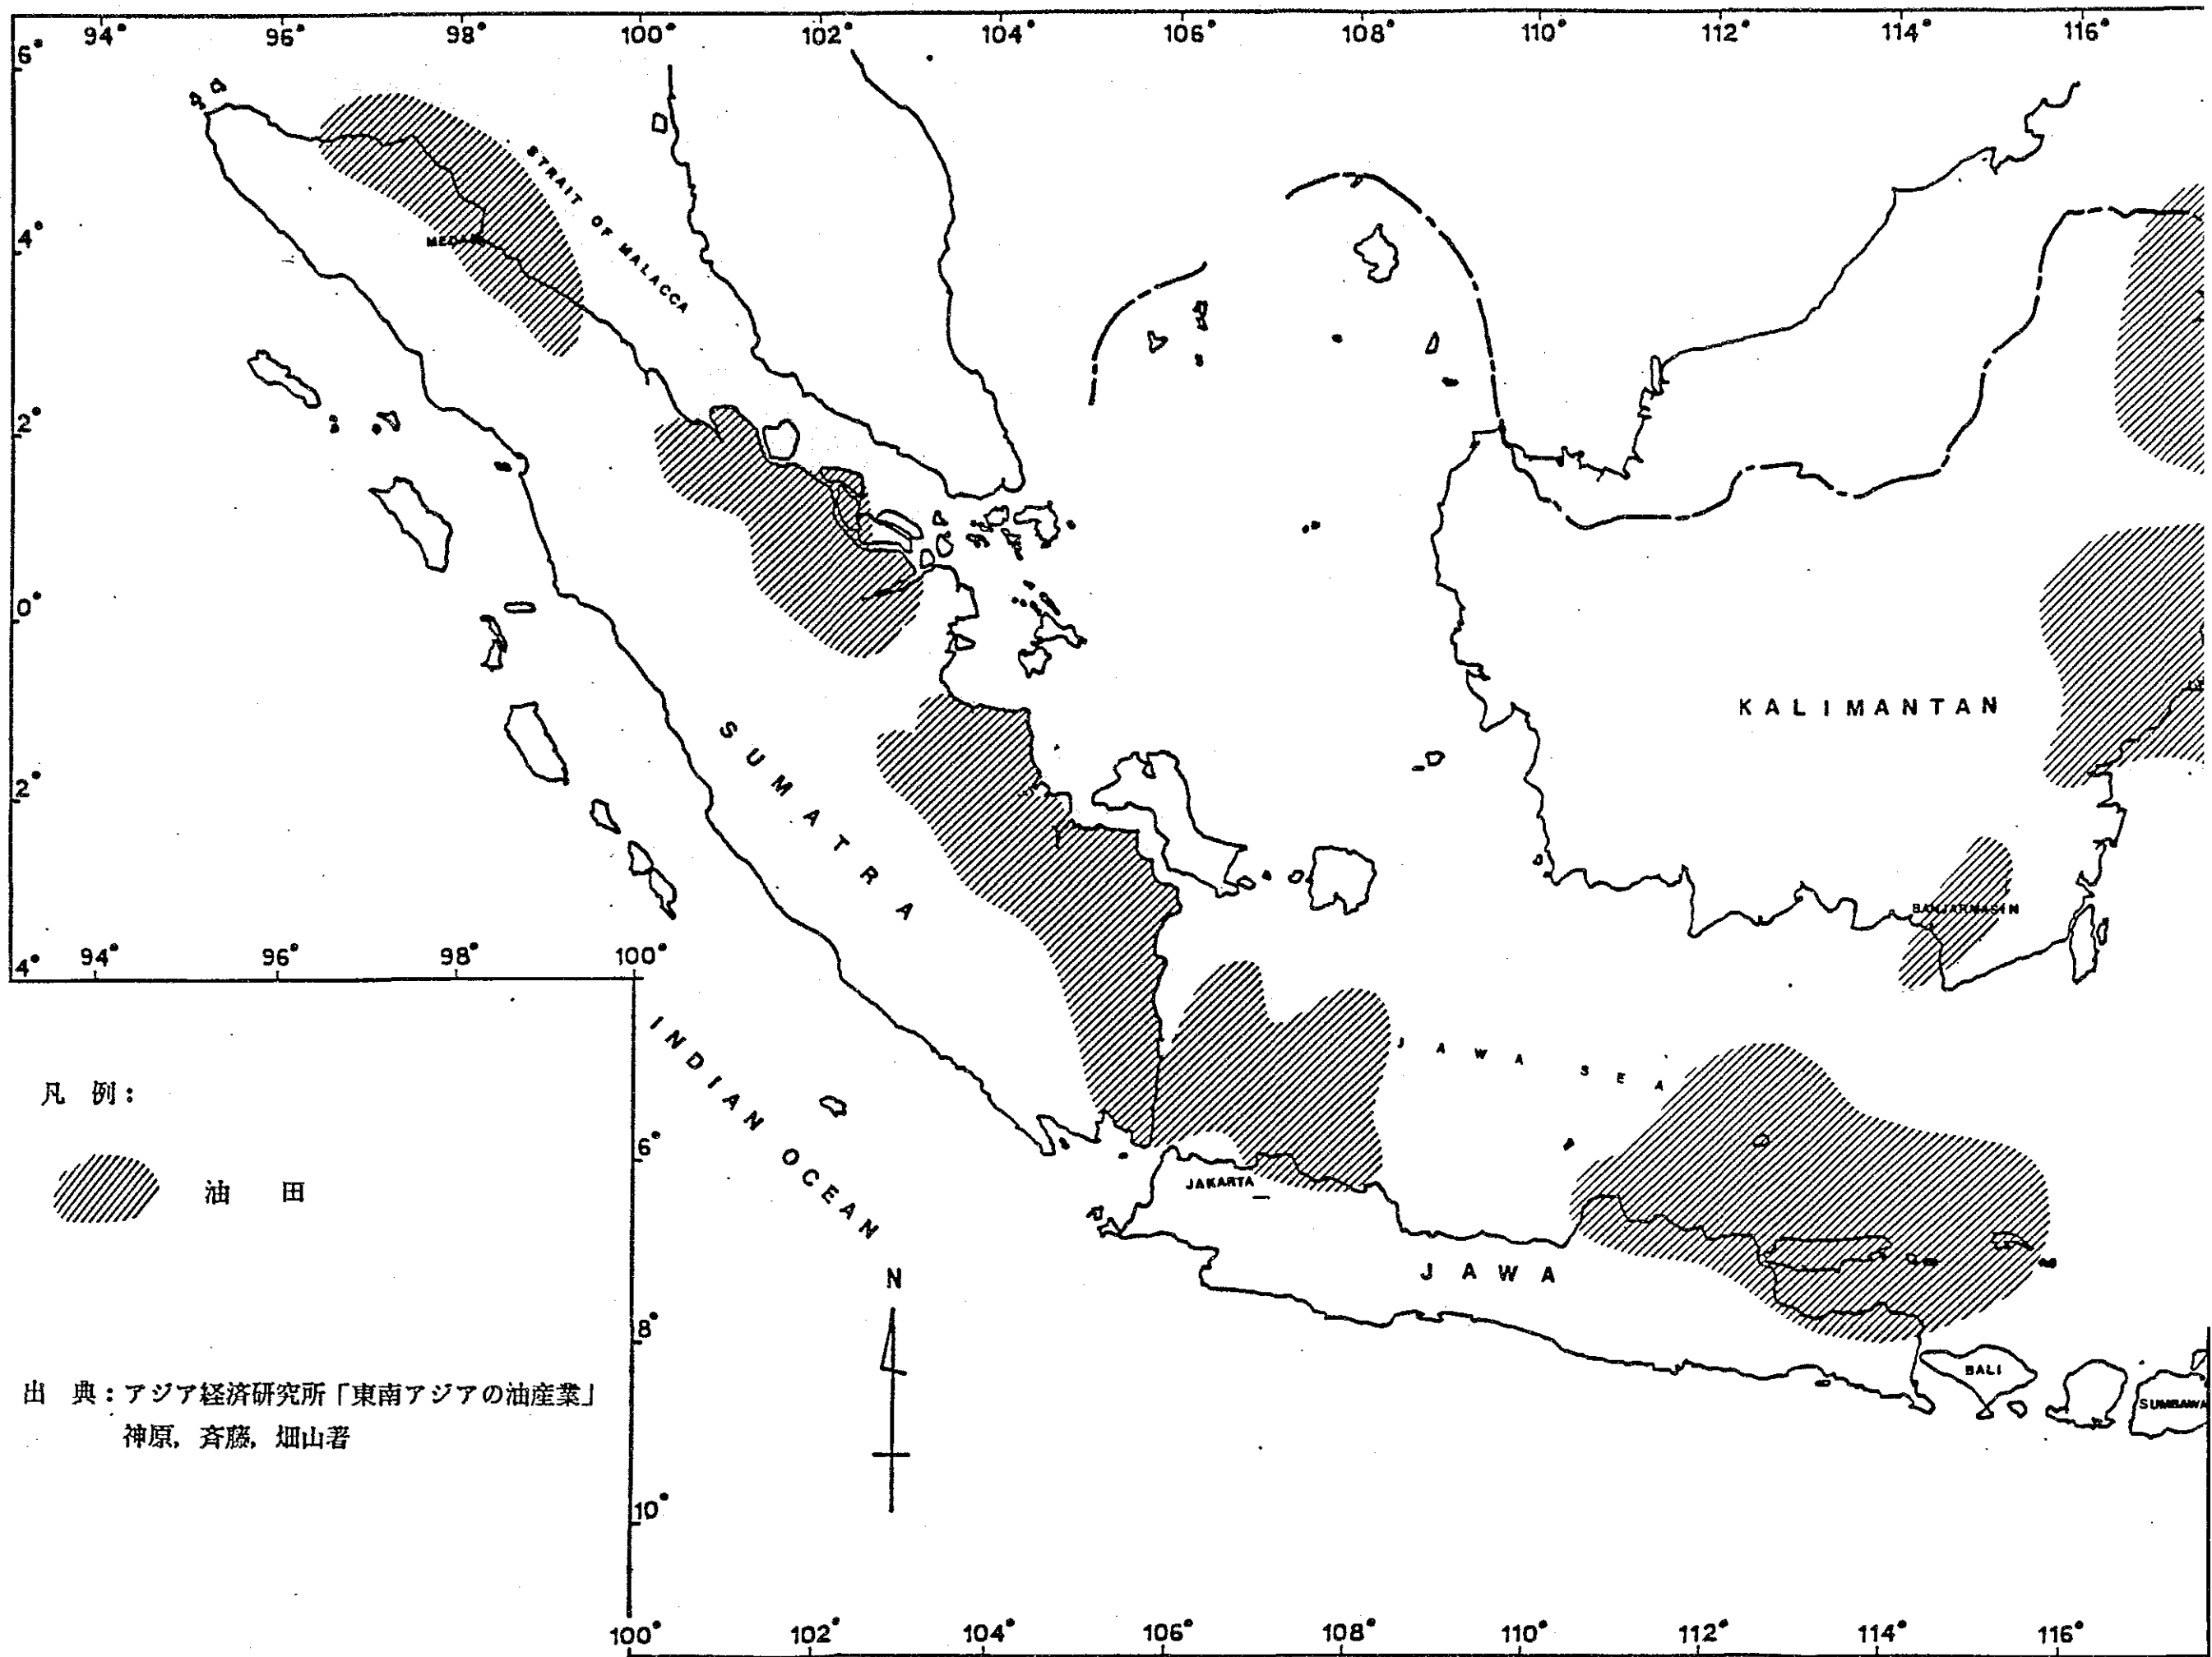 94° 96° 98° 100° 102° 104° 106° 108° 110° 112° 114° 116°
6°
STRAIT OF MALACCA
4°
MEDAN
2°
0°
KALIMANTAN
SUMATRA
2°
BANJARMASIN
94° 96° 98° 100°
4°
INDIAN OCEAN
JAWA SEA
凡 例:
6°
油 田
JAKARTA
N
JAWA
8°
BALI
SUMBAWA
出 典:アジア経済研究所「東南アジアの油産業」
神原, 斉藤, 畑山著
10°
100° 102° 104° 106° 108° 110° 112° 114° 116°